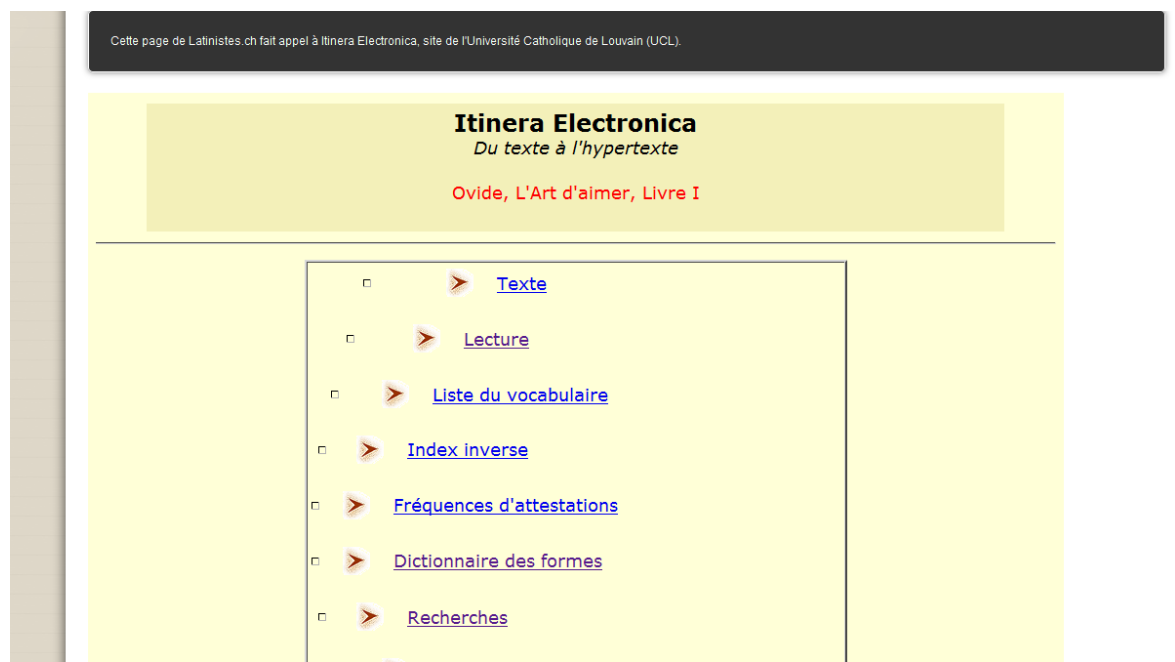 Cette page de Latinistes.ch fait appel à Itinera Electronica, site de l'Université Catholique de Louvain (UCL).
Itinera Electronica
Du texte à l'hypertexte
Ovide, L'Art d'aimer, Livre I
Texte
Lecture
Liste du vocabulaire
Index inverse
Fréquences d'attestations
Dictionnaire des formes
Recherches